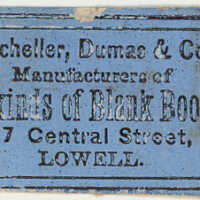 cheller, Dumas & Co
Manufacturers of
kinds of Blank Boo
7 Central Street,
LOWELL.